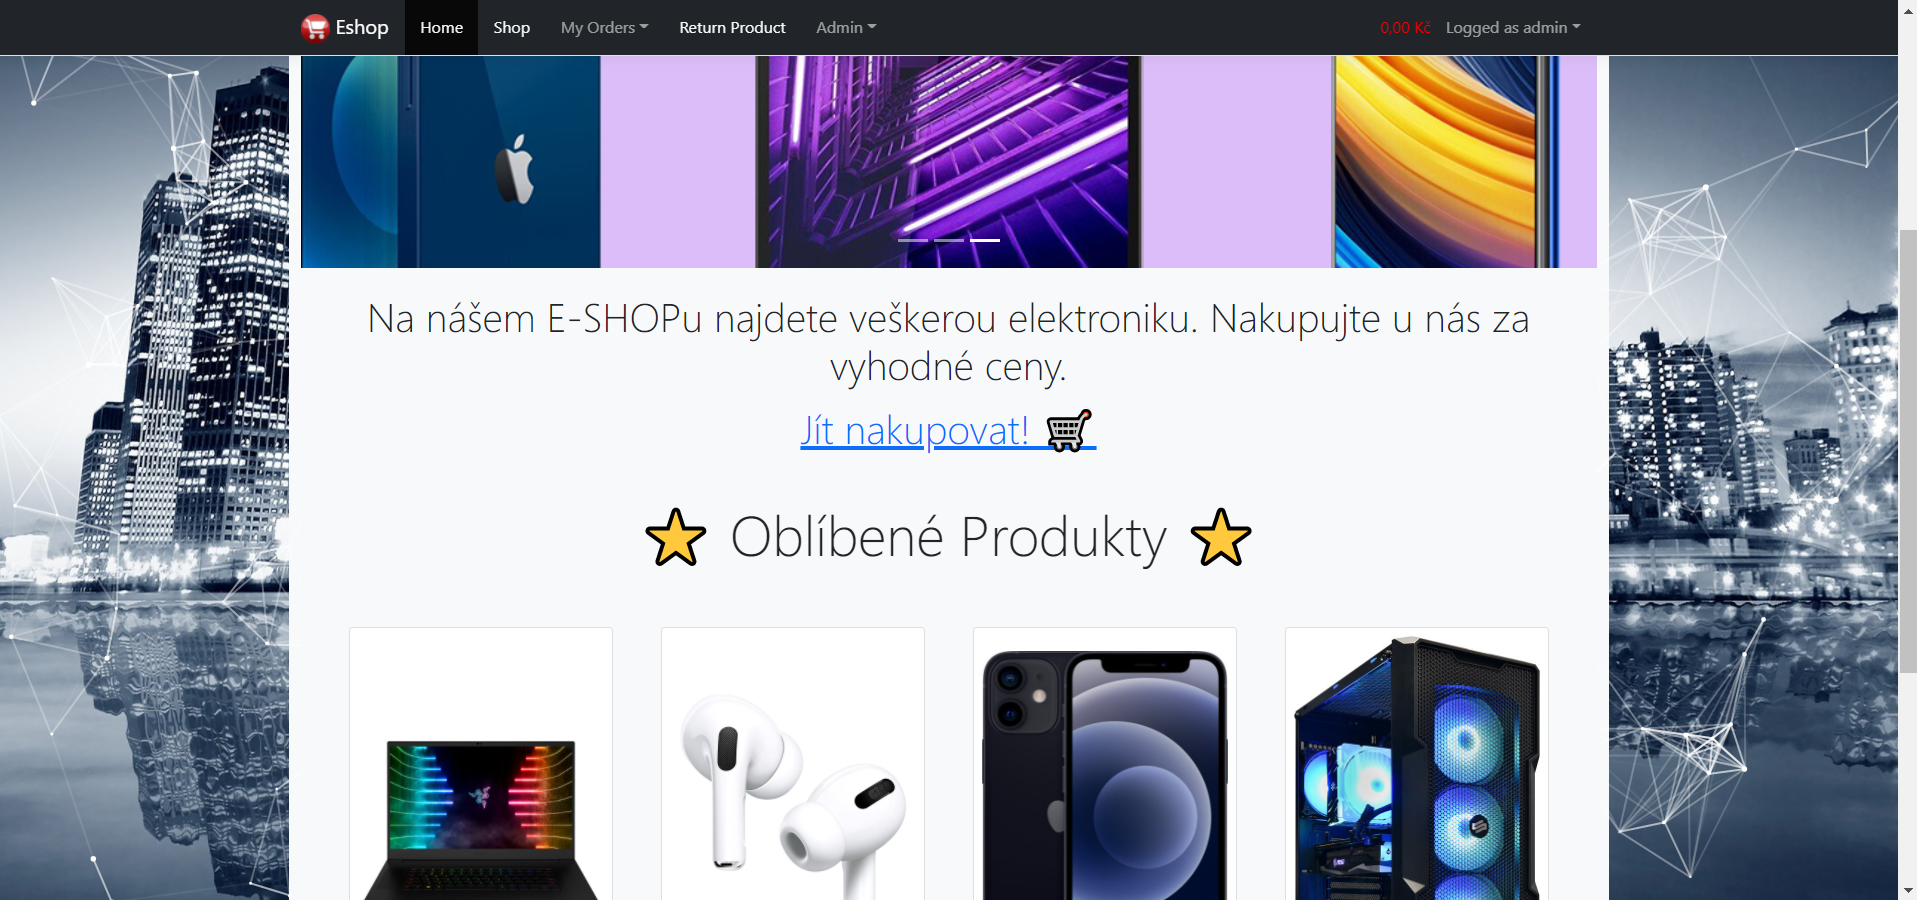 Eshop Home Shop My Orders Return Product Admin 0,00 Kč Logged as admin
Na nášem E-SHOPu najdete veškerou elektroniku. Nakupujte u nás za
vyhodné ceny.
Jít nakupovat!
Oblíbené Produkty